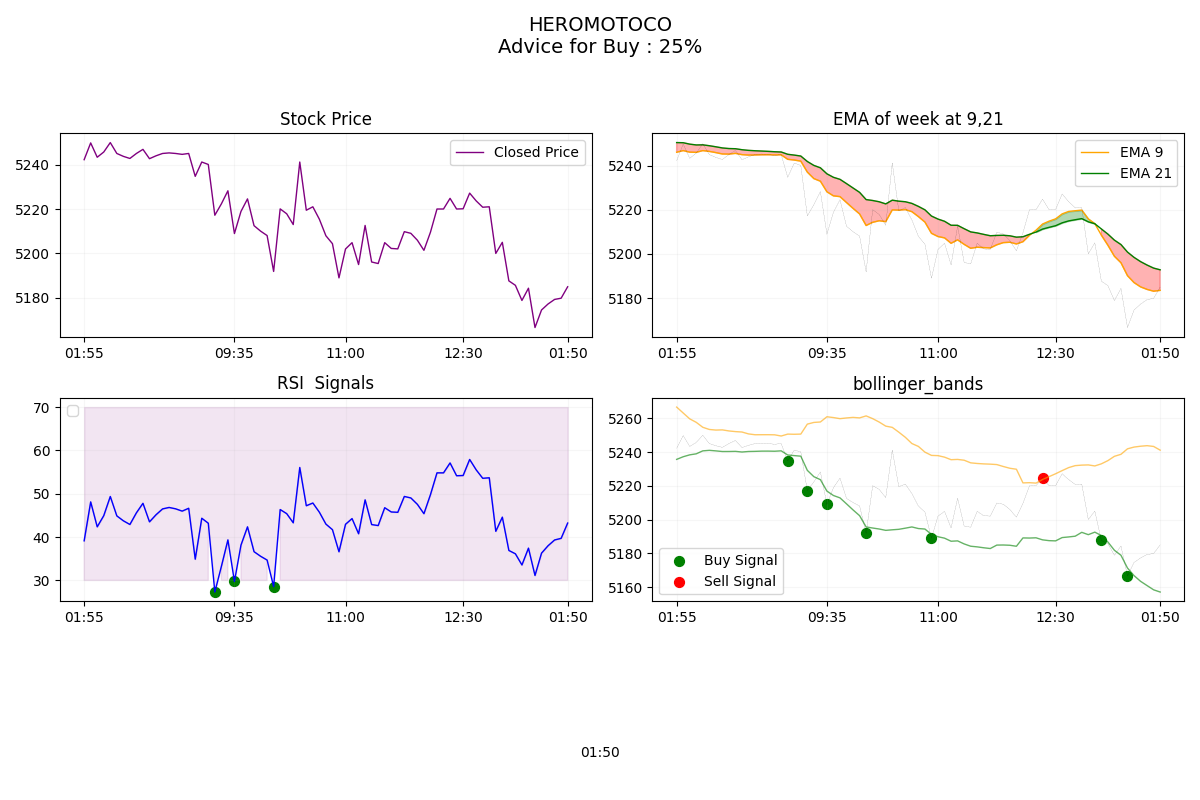 HEROMOTOCO
Advice for Buy : 25%
Stock Price
Closed Price
5240
5220
5200
5180
01:55 09:35 11:00 12:30 01:50
EMA of week at 9,21
EMA 9
EMA 21
5240
5220
5200
5180
01:55 09:35 11:00 12:30 01:50
RSI  Signals
70
60
50
40
30
01:55 09:35 11:00 12:30 01:50
bollinger_bands
5260
5240
5220
5200
5180
5160
Buy Signal
Sell Signal
01:55 09:35 11:00 12:30 01:50
01:50